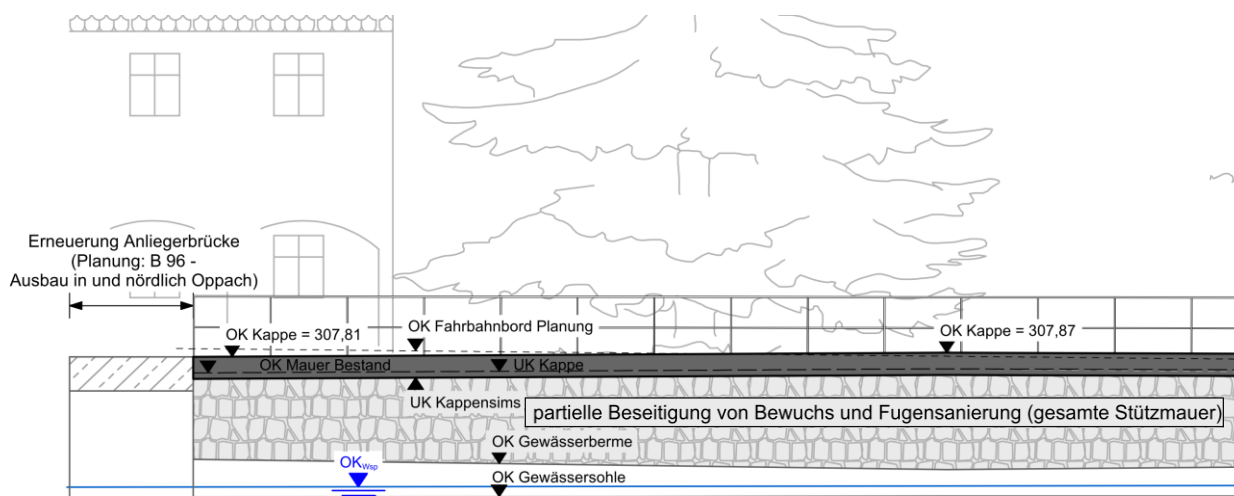 Erneuerung Anliegerbrücke
(Planung: B 96 -
Ausbau in und nördlich Oppach)
OK Kappe = 307,81
OK Fahrbahnbord Planung
OK Kappe = 307,87
OK Mauer Bestand
UK Kappe
UK Kappensims
partielle Beseitigung von Bewuchs und Fugensanierung (gesamte Stützmauer)
OK Gewässerberme
OKWsp
OK Gewässersohle